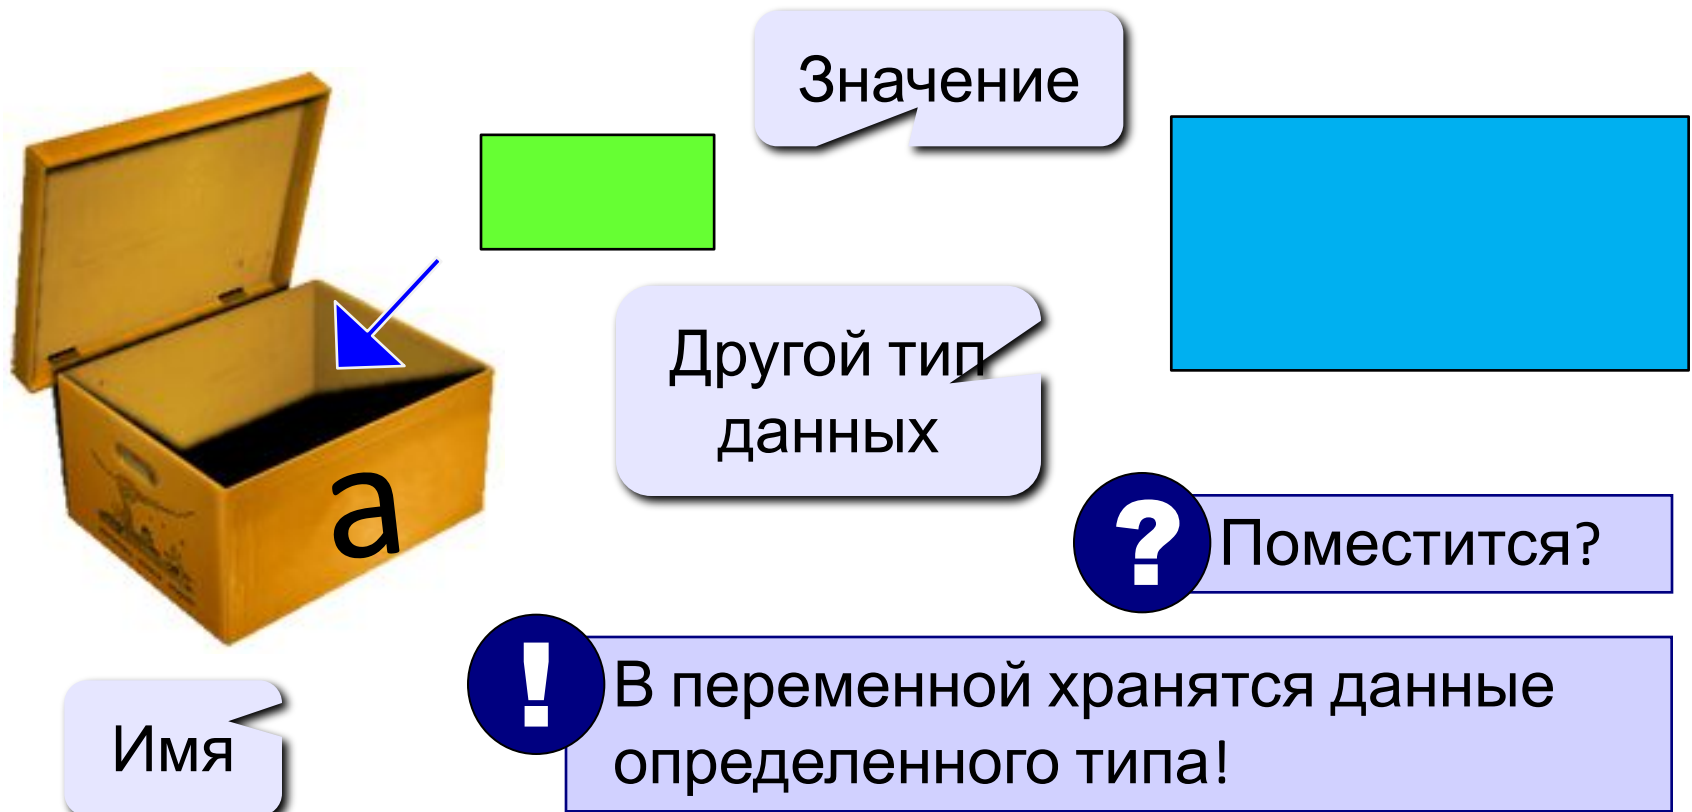 Значение
Другой тип
данных
a
? Поместится?
! В переменной хранятся данные
определенного типа!
Имя